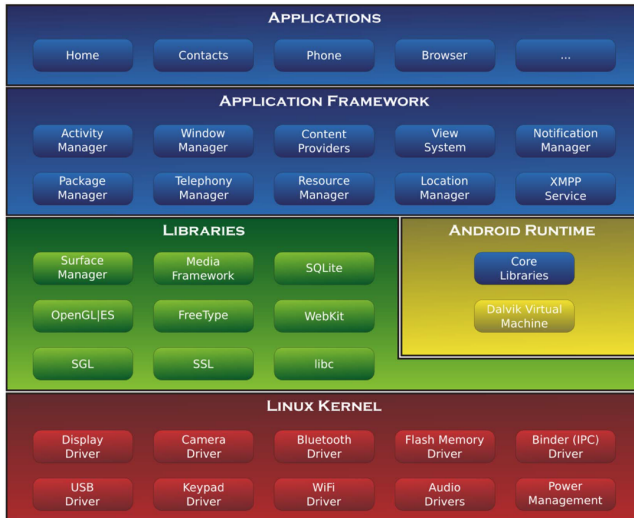 APPLICATIONS
Home
Contacts
Phone
Browser
...
APPLICATION FRAMEWORK
Activity
Manager
Window
Manager
Content
Providers
View
System
Notification
Manager
Package
Manager
Telephony
Manager
Resource
Manager
Location
Manager
XMPP
Service
LIBRARIES
Surface
Manager
Media
Framework
SQLite
OpenGL|ES
FreeType
WebKit
SGL
SSL
libc
ANDROID RUNTIME
Core
Libraries
Dalvik Virtual
Machine
LINUX KERNEL
Display
Driver
Camera
Driver
Bluetooth
Driver
Flash Memory
Driver
Binder (IPC)
Driver
USB
Driver
Keypad
Driver
WiFi
Driver
Audio
Drivers
Power
Management